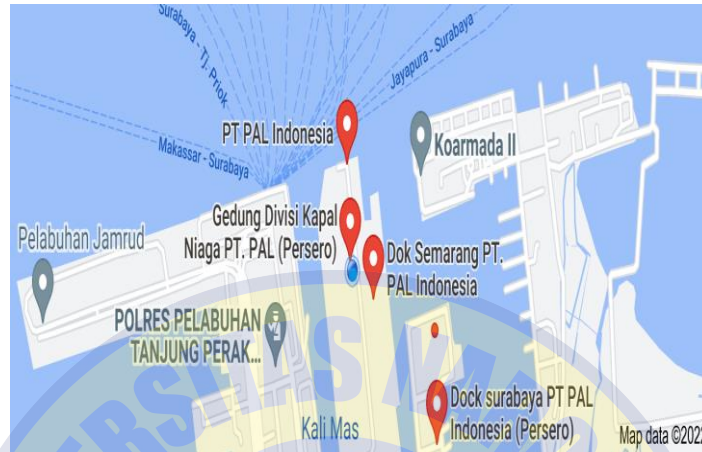 Surabaya - Tj. Priok
Jayapura - Surabaya
Makassar - Surabaya
PT PAL Indonesia
Koarmada II
Gedung Divisi Kapal
Niaga PT. PAL (Persero)
Pelabuhan Jamrud
Dok Semarang PT.
PAL Indonesia
POLRES PELABUHAN
TANJUNG PERAK...
Dock surabaya PT PAL
Indonesia (Persero)
Kali Mas
Map data ©2022
ERSITAS NA